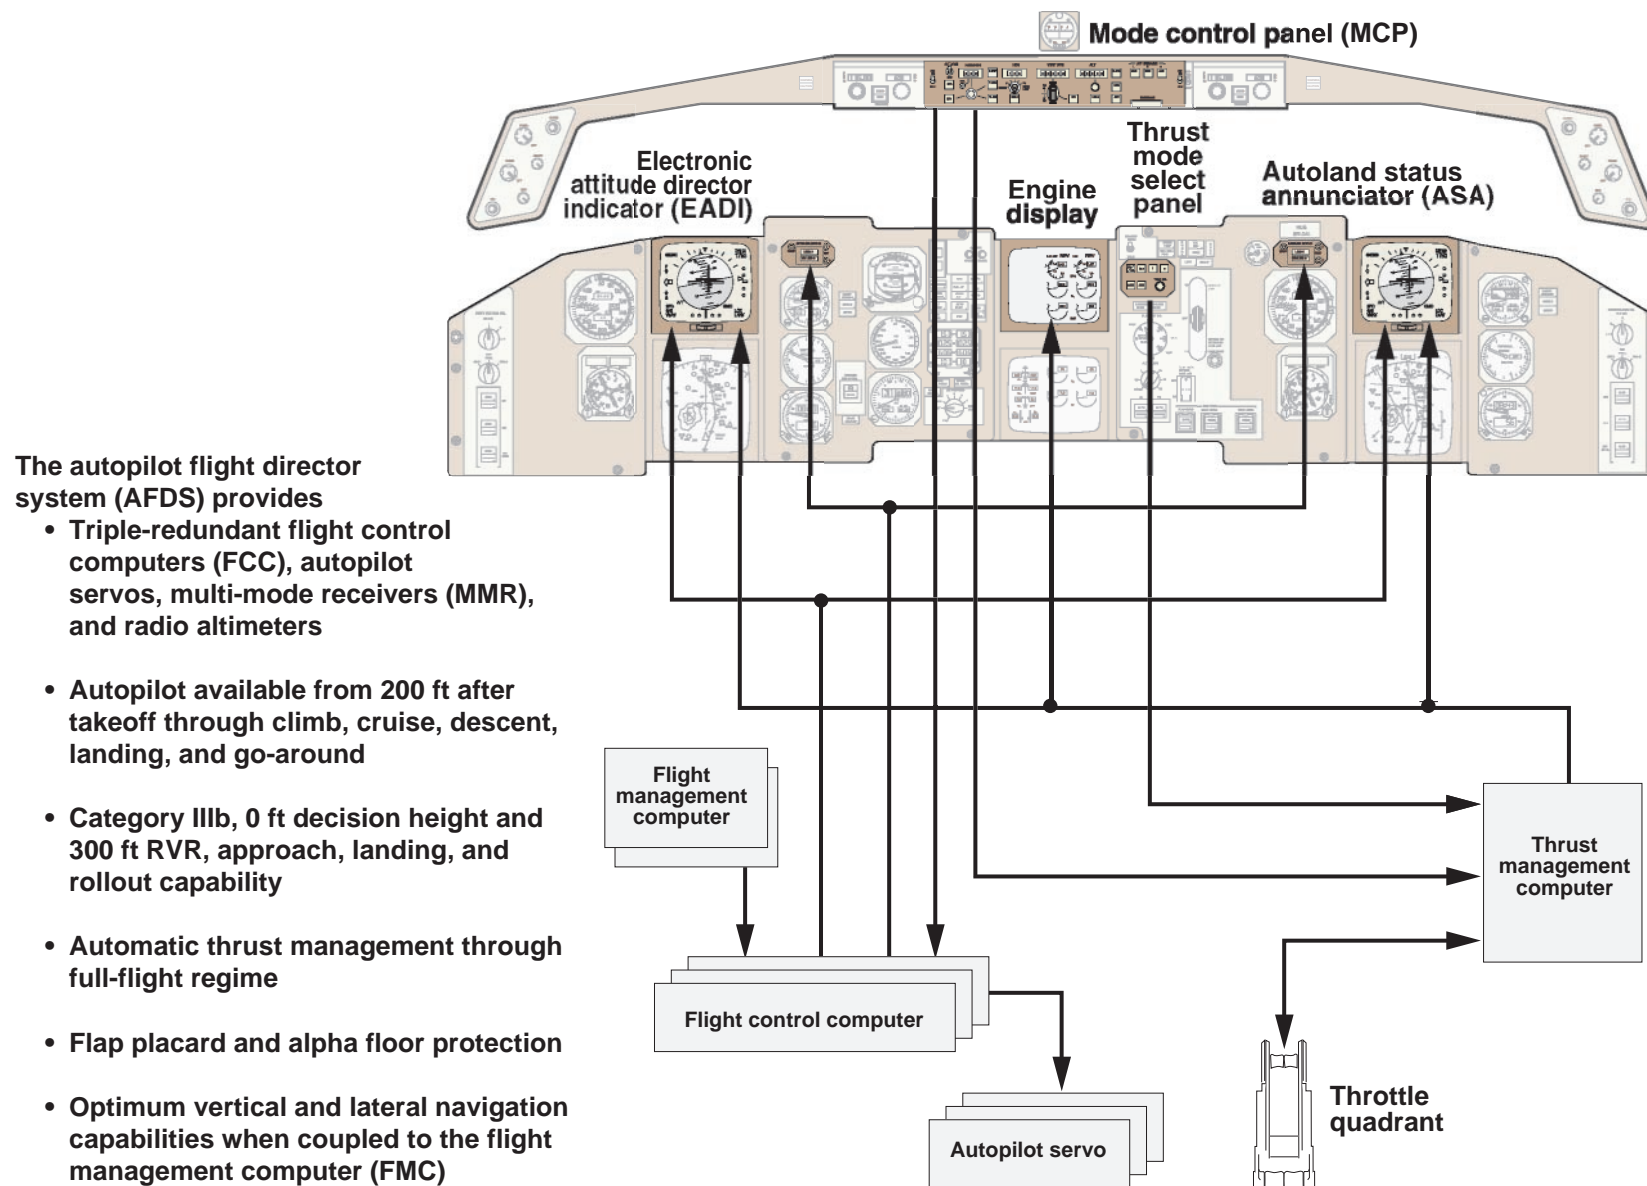 Mode control panel (MCP)
Electronic
attitude director
indicator (EADI)
Engine
display
Thrust
mode
select
panel
Autoland status
annunciator (ASA)
The autopilot flight director
system (AFDS) provides
• Triple-redundant flight control
computers (FCC), autopilot
servos, multi-mode receivers (MMR),
and radio altimeters
• Autopilot available from 200 ft after
takeoff through climb, cruise, descent,
landing, and go-around
• Category IIIb, 0 ft decision height and
300 ft RVR, approach, landing, and
rollout capability
• Automatic thrust management through
full-flight regime
• Flap placard and alpha floor protection
• Optimum vertical and lateral navigation
capabilities when coupled to the flight
management computer (FMC)
Flight
management
computer
Flight control computer
Autopilot servo
Thrust
management
computer
Throttle
quadrant